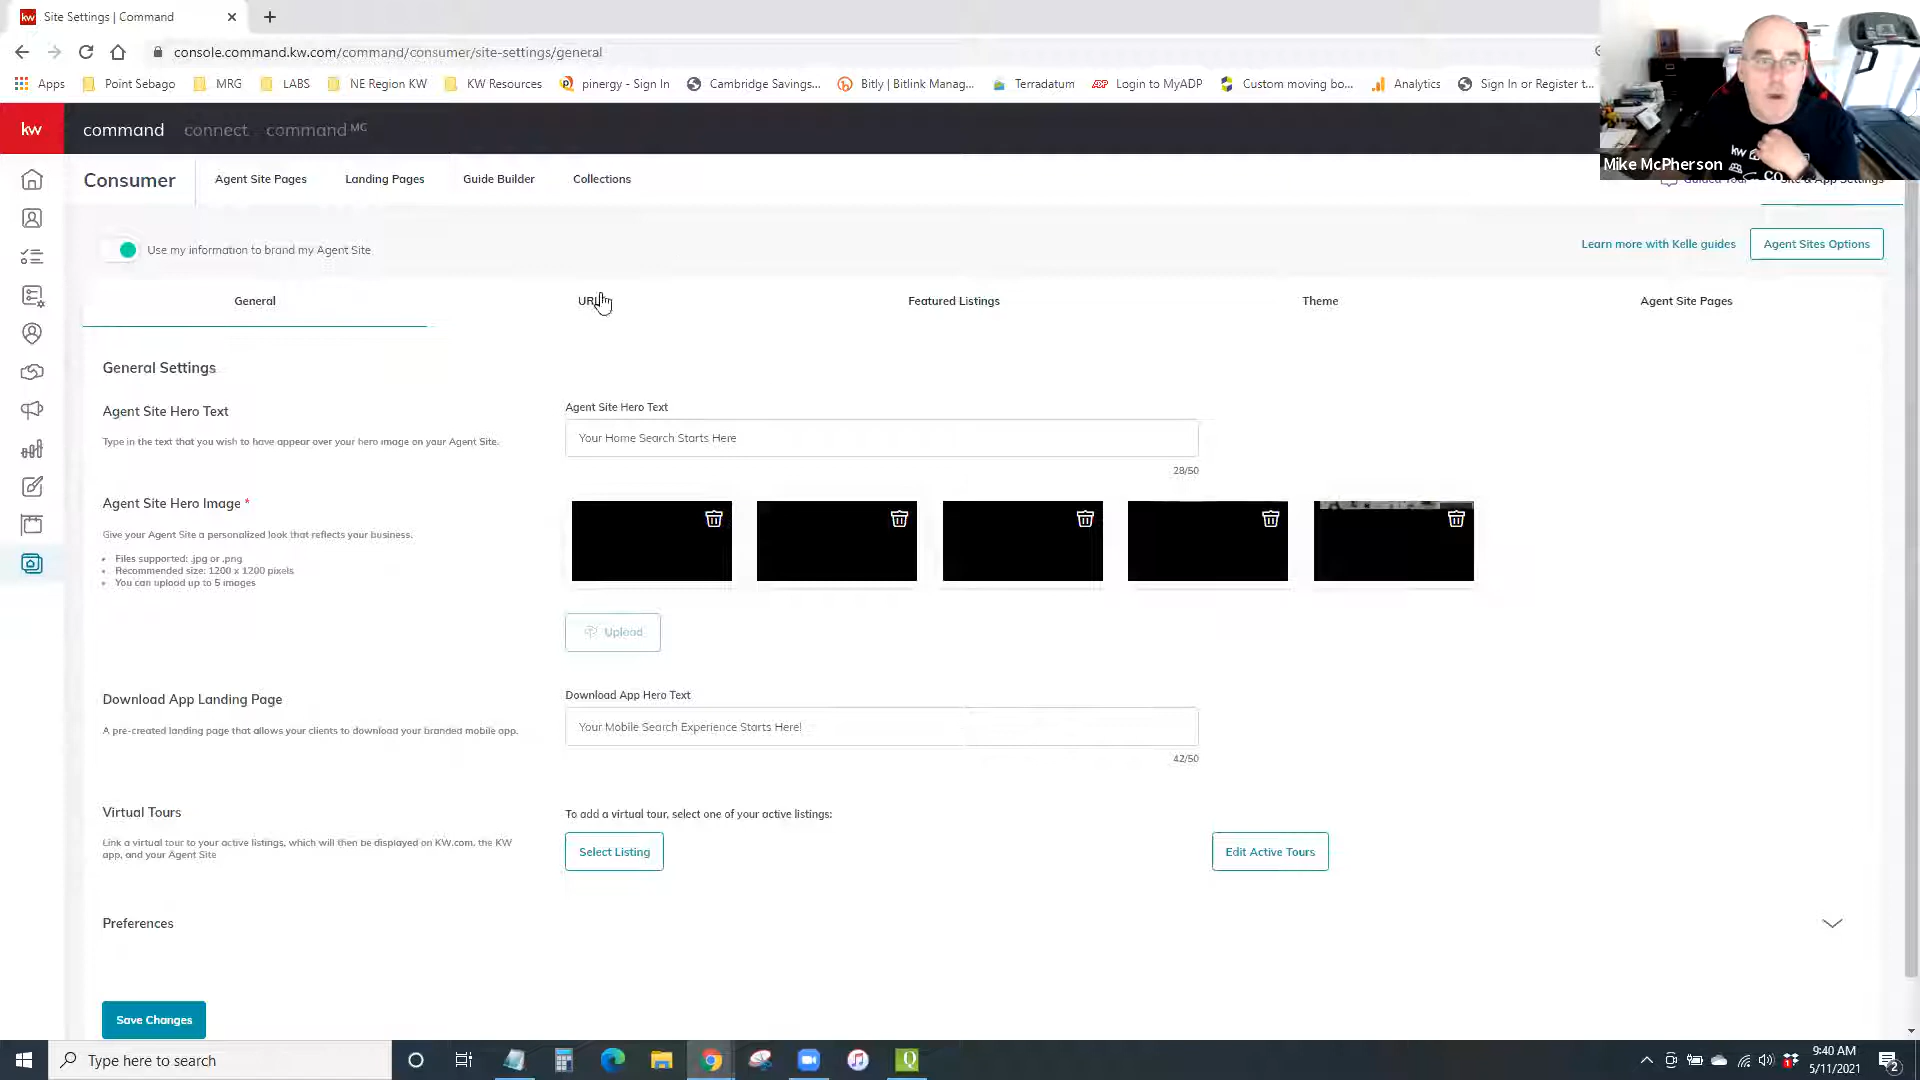 kw Site Settings | Command
console.command.kw.com/command/consumer/site-settings/general
Apps Point Sebago MRG LABS NE Region KW KW Resources pinergy - Sign In Cambridge Savings... Bitly | Bitlink Manag... Terradatum ADP Login to MyADP Custom moving bo... Analytics Sign In or Register t...
kw command connect command MC
Mike McPherson
Consumer Agent Site Pages Landing Pages Guide Builder Collections Guided Tour Site & App Settings
Use my information to brand my Agent Site
Learn more with Kelle guides Agent Sites Options
General Featured Listings Theme Agent Site Pages
General Settings
Agent Site Hero Text
Type in the text that you wish to have appear over your hero image on your Agent Site.
Agent Site Hero Text
Your Home Search Starts Here
28/50
Agent Site Hero Image *
Give your Agent Site a personalized look that reflects your business.
Files supported: .jpg or .png
Recommended size: 1200 x 1200 pixels
You can upload up to 5 images
Upload
Download App Landing Page
A pre-created landing page that allows your clients to download your branded mobile app.
Download App Hero Text
Your Mobile Search Experience Starts Here!
42/50
Virtual Tours
Link a virtual tour to your active listings, which will then be displayed on KW.com, the KW
app, and your Agent Site
To add a virtual tour, select one of your active listings:
Select Listing Edit Active Tours
Preferences
Save Changes
Type here to search
9:40 AM
5/11/2021
2